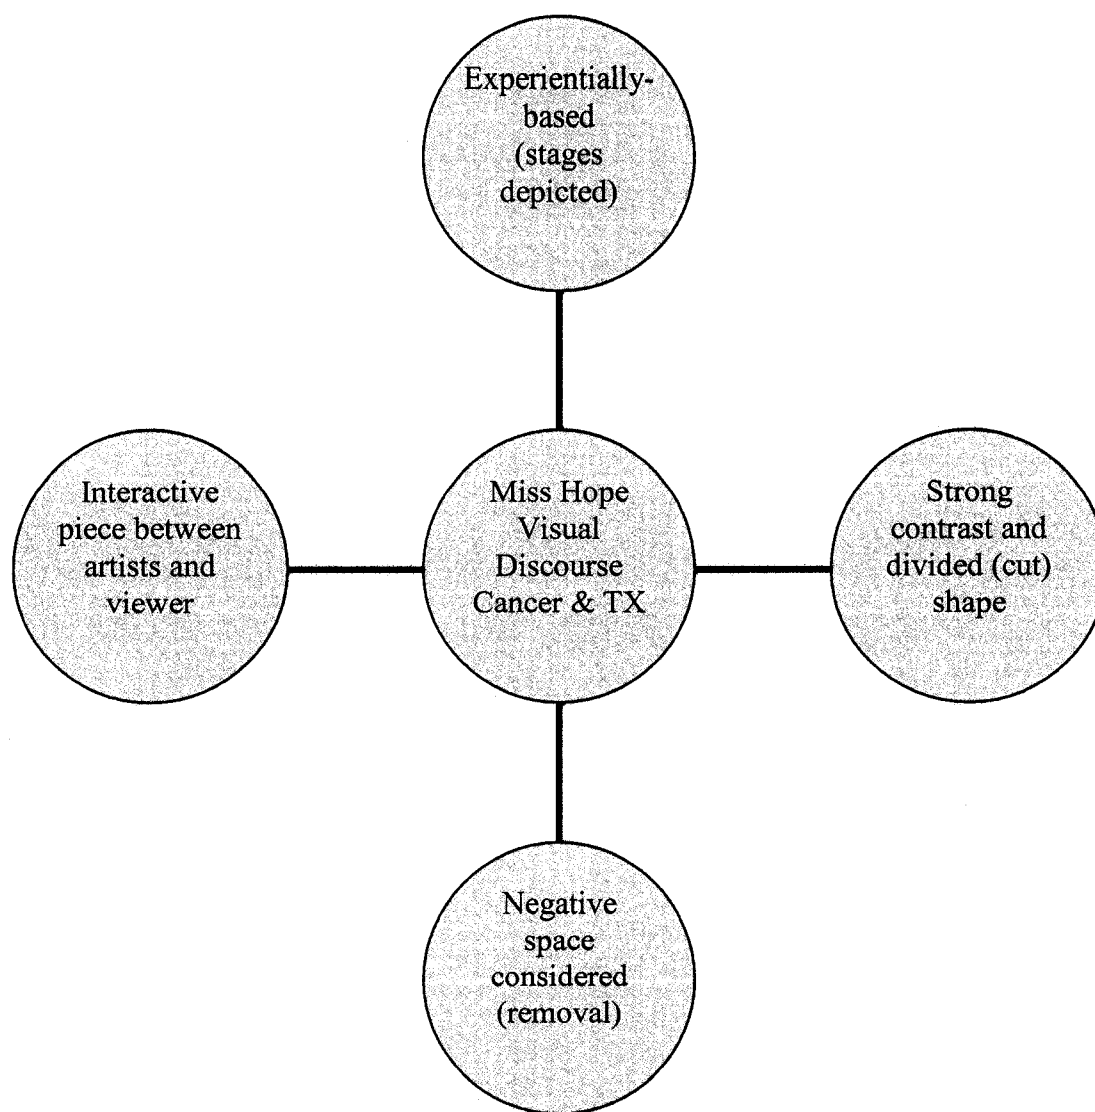 Experientially-
based
(stages
depicted)
Interactive
piece between
artists and
viewer
Miss Hope
Visual
Discourse
Cancer & TX
Strong
contrast and
divided (cut)
shape
Negative
space
considered
(removal)